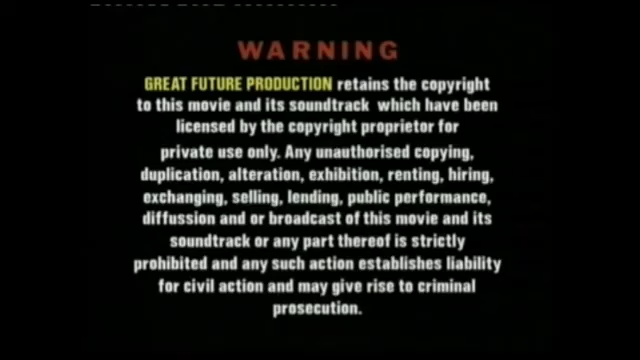 WARNING
GREAT FUTURE PRODUCTION retains the copyright
to this movie and its soundtrack which have been
licensed by the copyright proprietor for
private use only. Any unauthorised copying,
duplication, alteration, exhibition, renting, hiring,
exchanging, selling, lending, public performance,
diffussion and or broadcast of this movie and its
soundtrack or any part thereof is strictly
prohibited and any such action establishes liability
for civil action and may give rise to criminal
prosecution.